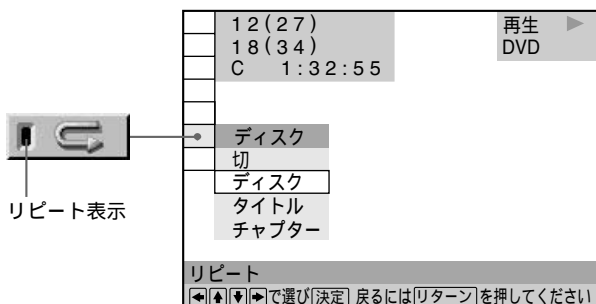 12(27)
18(34)
C 1:32:55
再生 ▶
DVD
ディスク
切
ディスク
タイトル
チャプター
リピート表示
リピート
←↑↓→で選び決定 戻るにはリターンを押してください